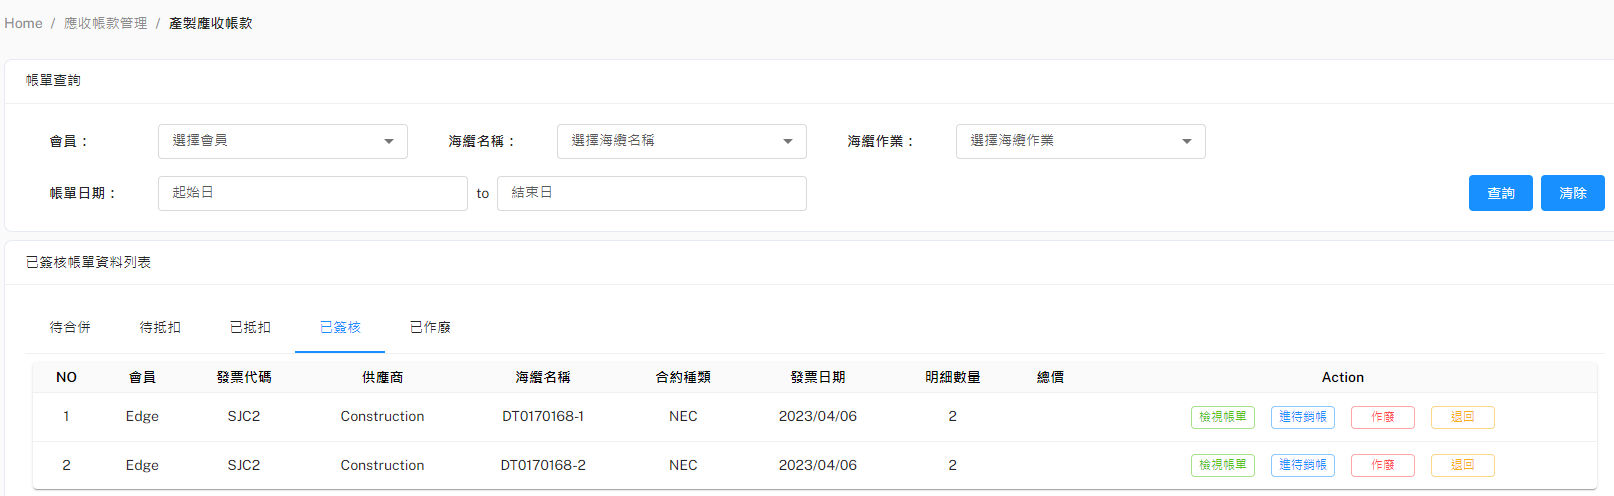 Home / 應收帳款管理 / 產製應收帳款
帳單查詢
會員： 選擇會員 海纜名稱： 選擇海纜名稱 海纜作業： 選擇海纜作業
帳單日期： 起始日 to 結束日 查詢 清除
已簽核帳單資料列表
待合併 待抵扣 已抵扣 已簽核 已作廢
NO 會員 發票代碼 供應商 海纜名稱 合約種類 發票日期 明細數量 總價 Action
1 Edge SJC2 Construction DT0170168-1 NEC 2023/04/06 2 檢視帳單 進待銷帳 作廢 退回
2 Edge SJC2 Construction DT0170168-2 NEC 2023/04/06 2 檢視帳單 進待銷帳 作廢 退回